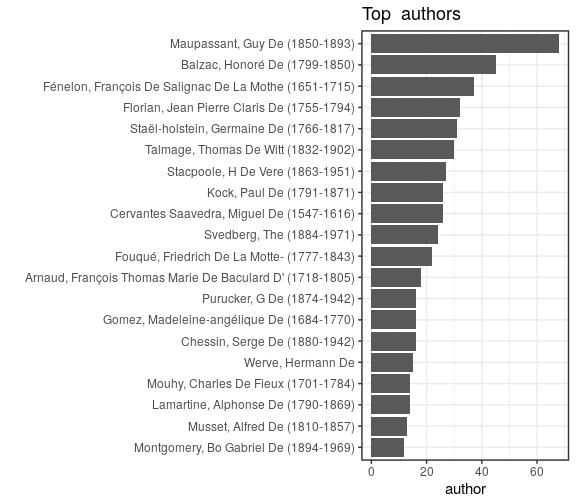 Top authors
Maupassant, Guy De (1850-1893)
Balzac, Honoré De (1799-1850)
Fénelon, François De Salignac De La Mothe (1651-1715)
Florian, Jean Pierre Claris De (1755-1794)
Staël-holstein, Germaine De (1766-1817)
Talmage, Thomas De Witt (1832-1902)
Stacpoole, H De Vere (1863-1951)
Kock, Paul De (1791-1871)
Cervantes Saavedra, Miguel De (1547-1616)
Svedberg, The (1884-1971)
Fouqué, Friedrich De La Motte- (1777-1843)
Arnaud, François Thomas Marie De Baculard D' (1718-1805)
Purucker, G De (1874-1942)
Gomez, Madeleine-angélique De (1684-1770)
Chessin, Serge De (1880-1942)
Werve, Hermann De
Mouhy, Charles De Fieux (1701-1784)
Lamartine, Alphonse De (1790-1869)
Musset, Alfred De (1810-1857)
Montgomery, Bo Gabriel De (1894-1969)
0 20 40 60
author